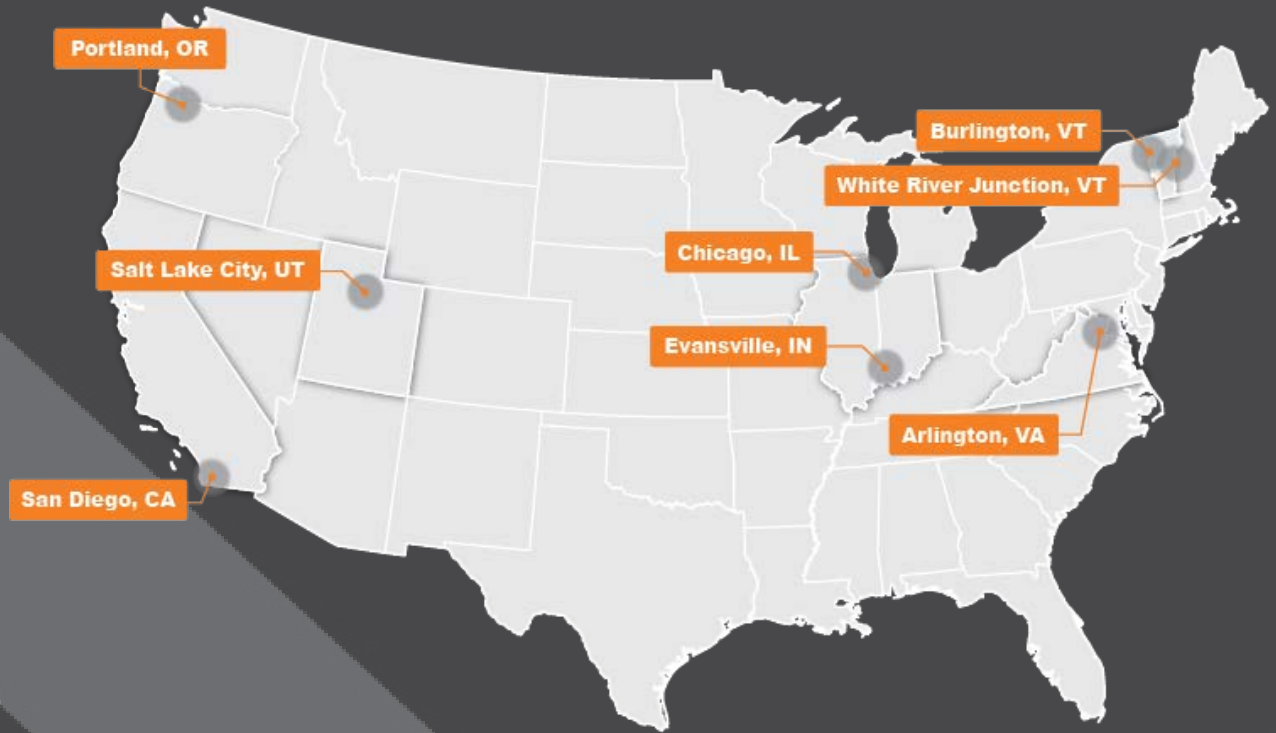 Portland, OR
Burlington, VT
White River Junction, VT
Chicago, IL
Salt Lake City, UT
Evansville, IN
Arlington, VA
San Diego, CA